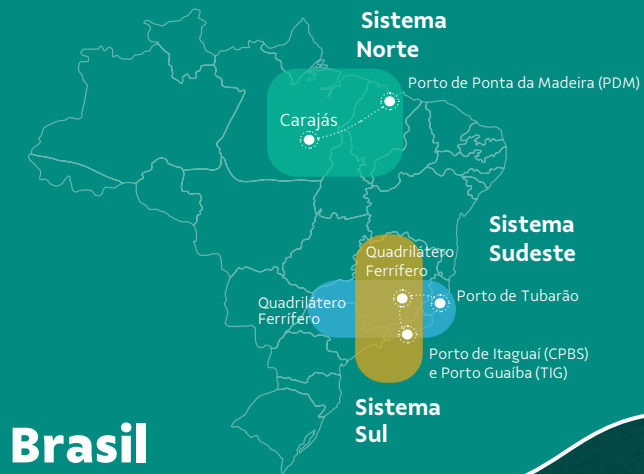 Sistema
Norte
Porto de Ponta da Madeira (PDM)
Carajás
Sistema
Sudeste
Quadrilátero
Ferrífero
Quadrilátero
Ferrífero
Porto de Tubarão
Porto de Itaguaí (CPBS)
e Porto Guaíba (TIG)
Sistema
Sul
Brasil